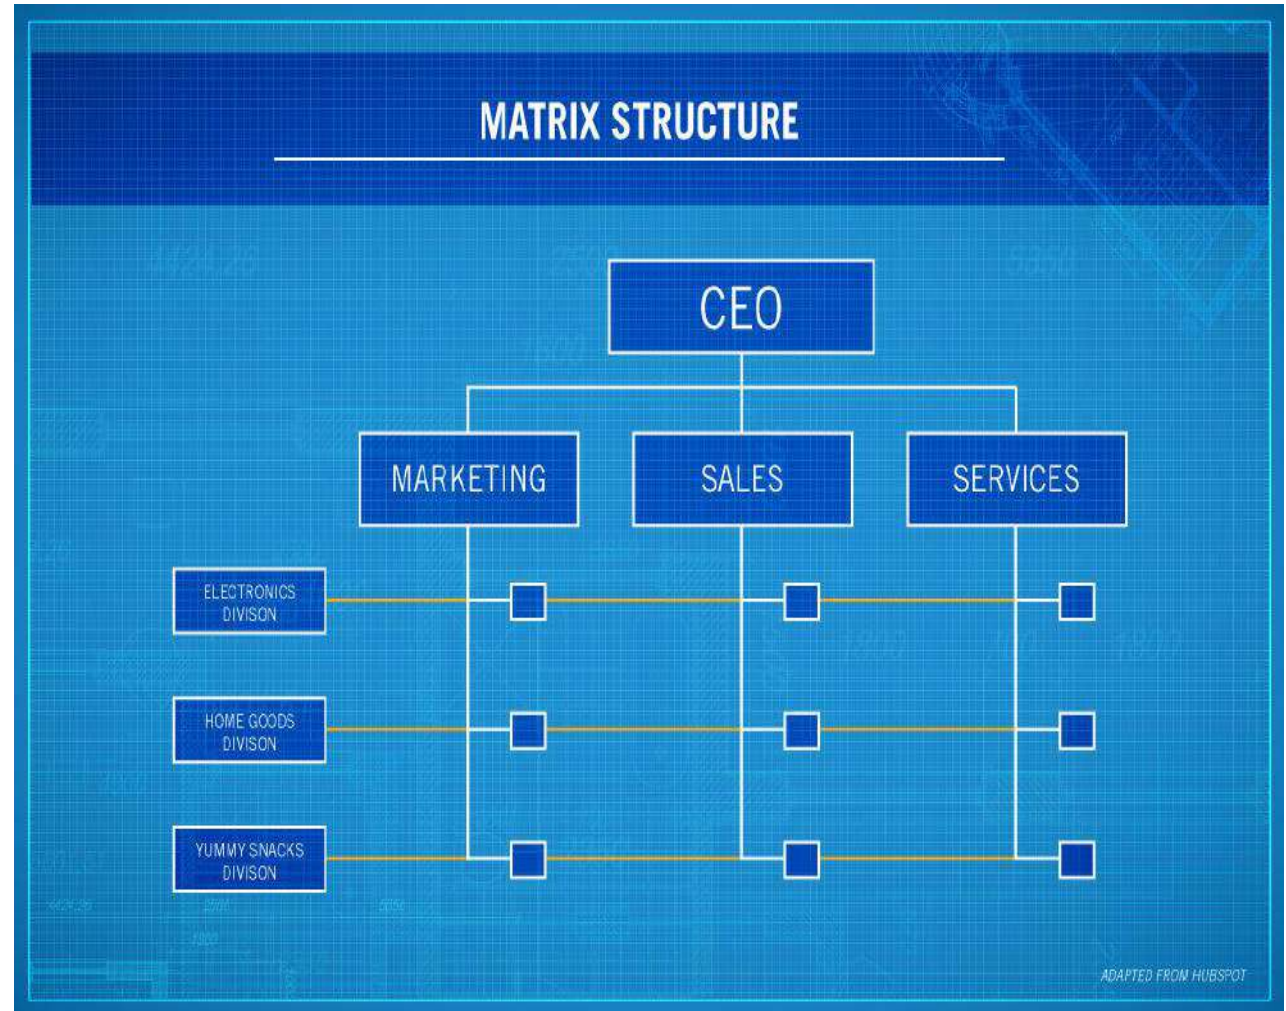 MATRIX STRUCTURE
CEO
MARKETING
SALES
SERVICES
ELECTRONICS
DIVISON
HOME GOODS
DIVISON
YUMMY SNACKS
DIVISON
ADAPTED FROM HUBSPOT